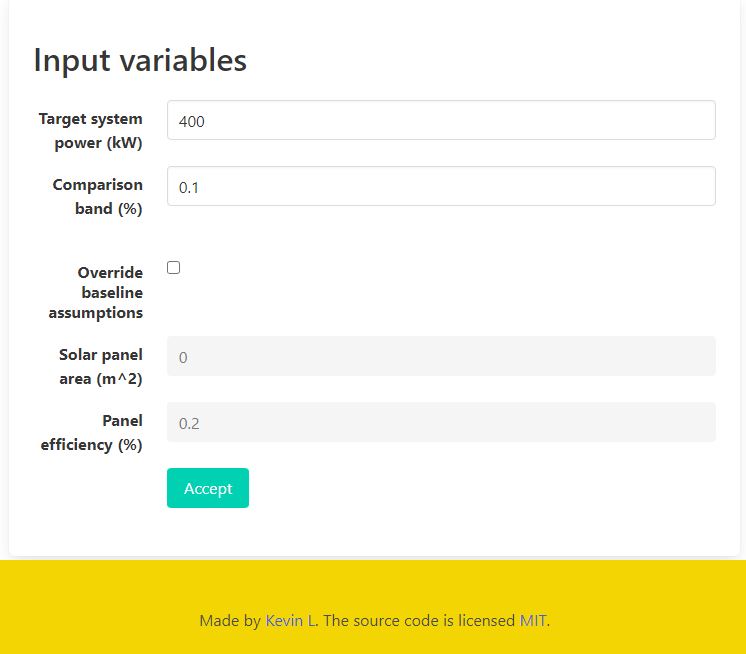 Input variables
Target system
power (kW)
400
Comparison
band (%)
0.1
Override
baseline
assumptions
Solar panel
area (m^2)
0
Panel
efficiency (%)
0.2
Accept
Made by Kevin L. The source code is licensed MIT.